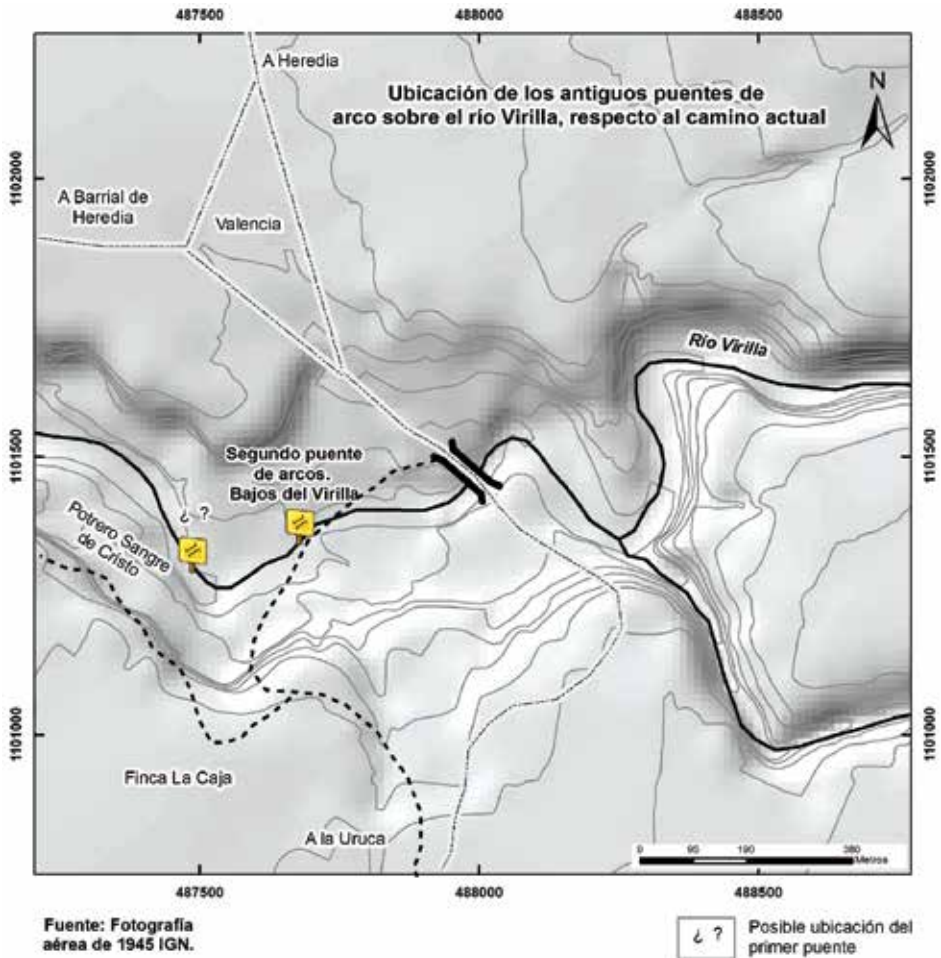 487500
488000
488500
A Heredia
Ubicación de los antiguos puentes de
arco sobre el río Virilla, respecto al camino actual
N
1102000
1102000
A Barrial de
Heredia
Valencia
Río Virilla
1101500
1101500
Segundo puente
de arcos.
Bajos del Virilla
¿ ?
Potrero Sangre
de Cristo
1101000
1101000
Finca La Caja
A la Uruca
0 95 190 380
Metros
487500
488000
488500
Fuente: Fotografía
aérea de 1945 IGN.
¿ ?
Posible ubicación del
primer puente